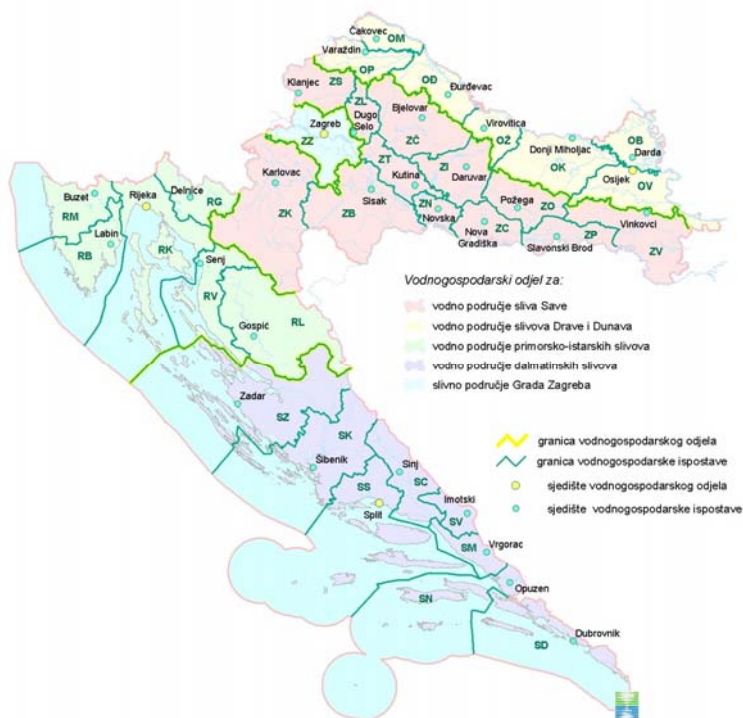 Čakovec
OM
Varaždin
OP
OĐ
Klanjec
ZS
Đurđevac
ZL
Bjelovar
Dugo
Selo
Zagreb
ZZ
Virovitica
OŽ
ZČ
Donji Miholjac
OB
Darda
OK
ZT
ZI
Daruvar
Osijek
OV
Kutina
Karlovac
ZK
Sisak
ZB
Požega
ZO
ZN
Novska
Nova
Gradiška
ZC
Slavonski Brod
ZP
Vinkovci
ZV
Buzet
Rijeka
Delnice
RG
RM
Labin
RB
RK
Senj
RV
Gospić
RL
Vodnogospodarski odjel za:
vodno područje sliva Save
vodno područje slivova Drave i Dunava
vodno područje primorsko-istarskih slivova
vodno područje dalmatinskih slivova
slivno područje Grada Zagreba
Zadar
SZ
SK
Šibenik
Sinj
SC
SS
Split
Imotski
SV
SM
Vrgorac
Opuzen
SN
SD
Dubrovnik
granica vodnogospodarskog odjela
granica vodnogospodarske ispostave
sjedište vodnogospodarskog odjela
sjedište vodnogospodarske ispostave